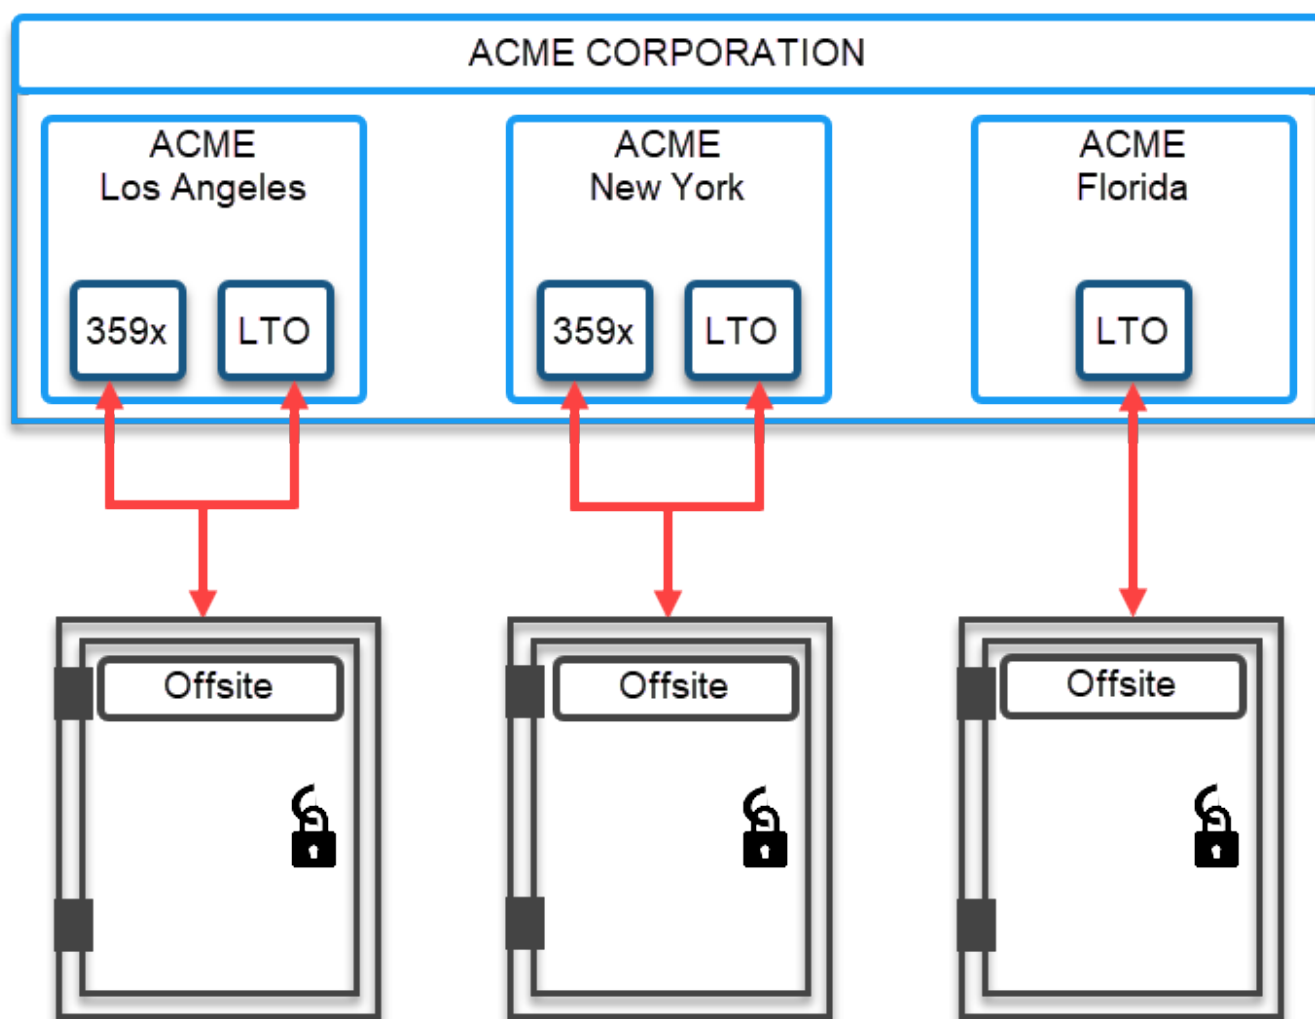 ACME CORPORATION
ACME
Los Angeles
359x
LTO
ACME
New York
359x
LTO
ACME
Florida
LTO
Offsite
Offsite
Offsite